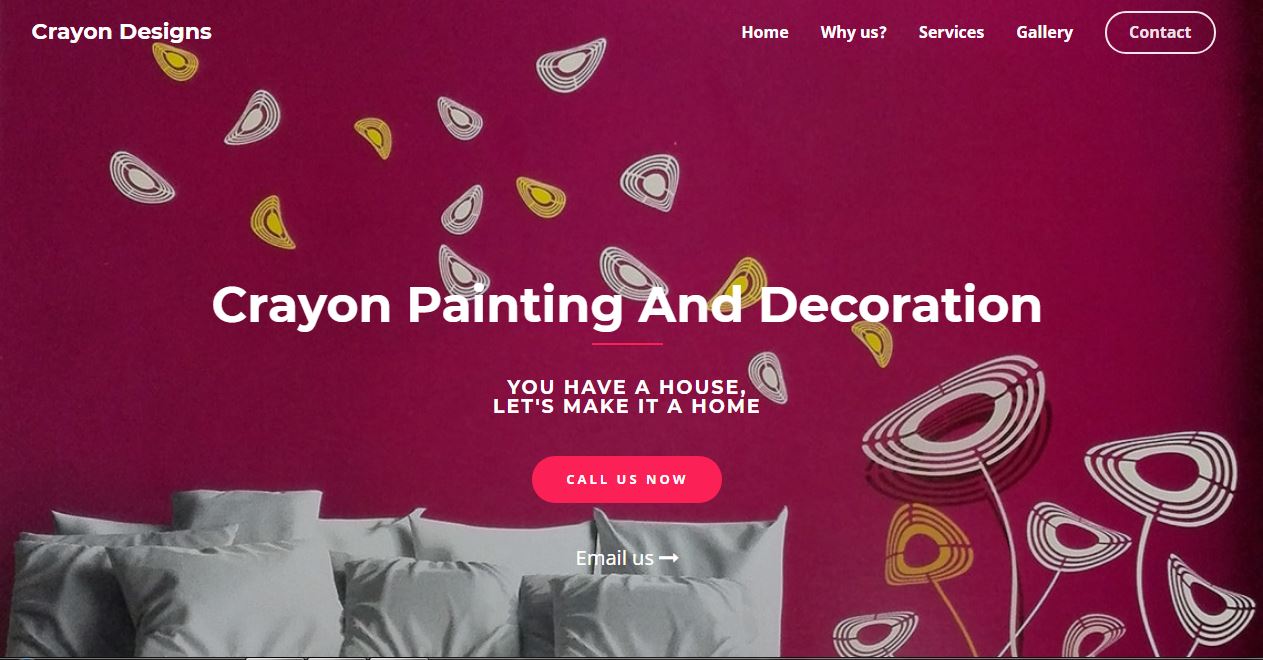 Crayon Designs
Home Why us? Services Gallery Contact
Crayon Painting And Decoration
YOU HAVE A HOUSE,
LET'S MAKE IT A HOME
CALL US NOW
Email us